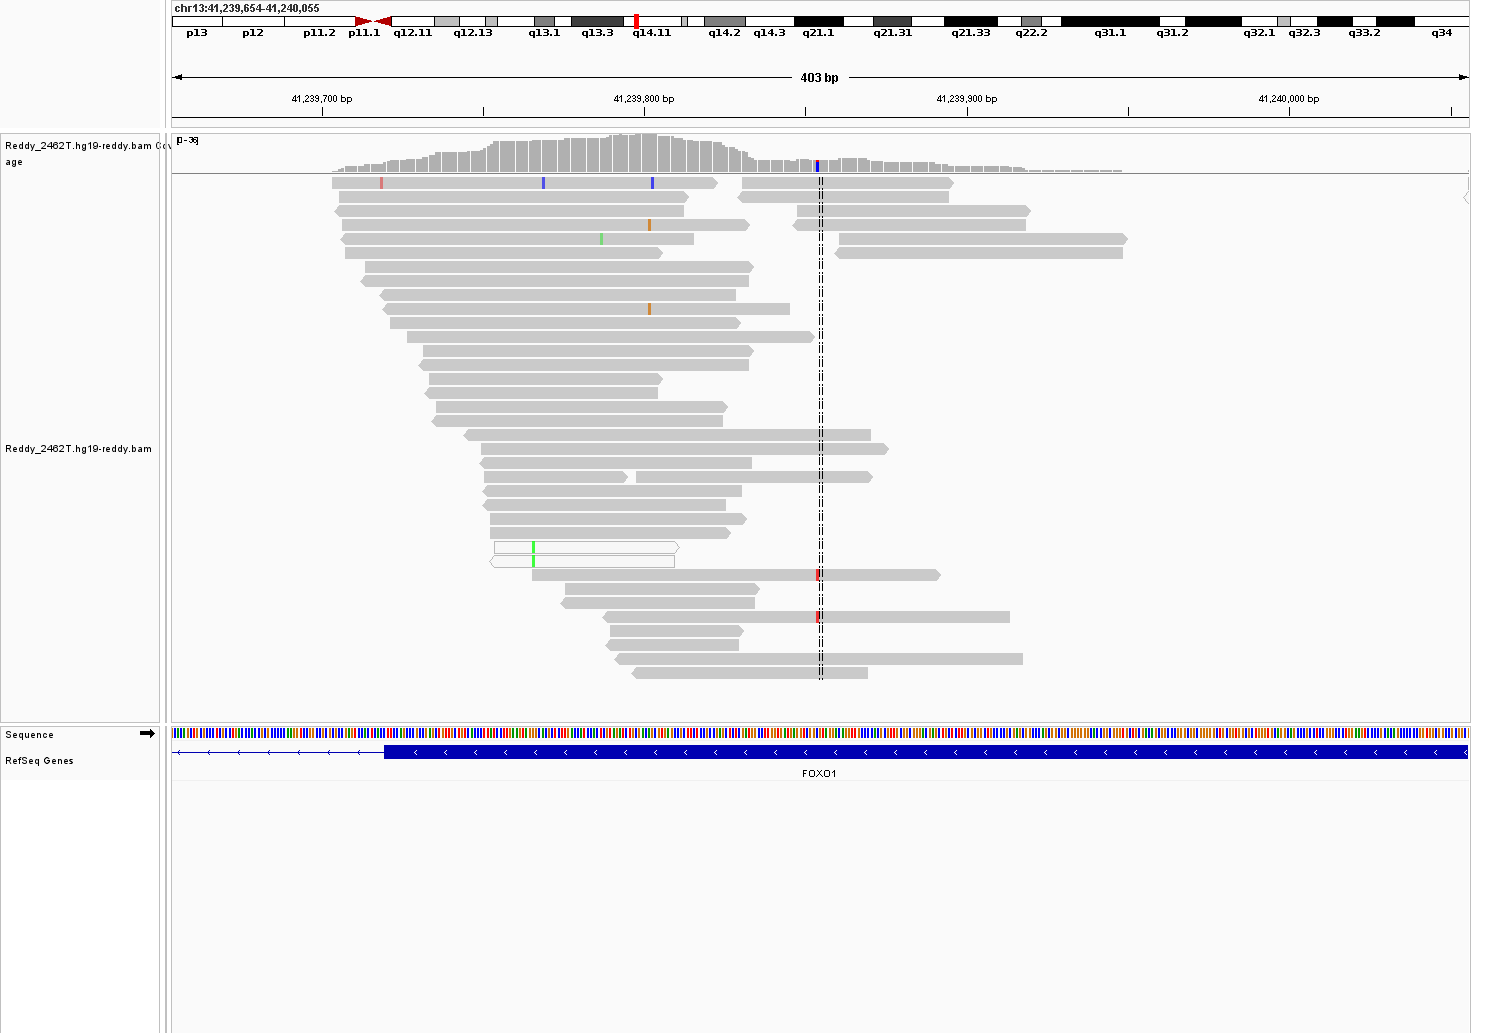 chr13:41,239,654-41,240,055
p13 p12 p11.2 p11.1 q12.11 q12.13 q13.1 q13.3 q14.11 q14.2 q14.3 q21.1 q21.31 q21.33 q22.2 q31.1 q31.2 q32.1 q32.3 q33.2 q34
403 bp
41,239,700 bp 41,239,800 bp 41,239,900 bp 41,240,000 bp
[0-36]
Reddy_2462T.hg19-reddy.bam Cov
age
Reddy_2462T.hg19-reddy.bam
Sequence
RefSeq Genes
FOXO1